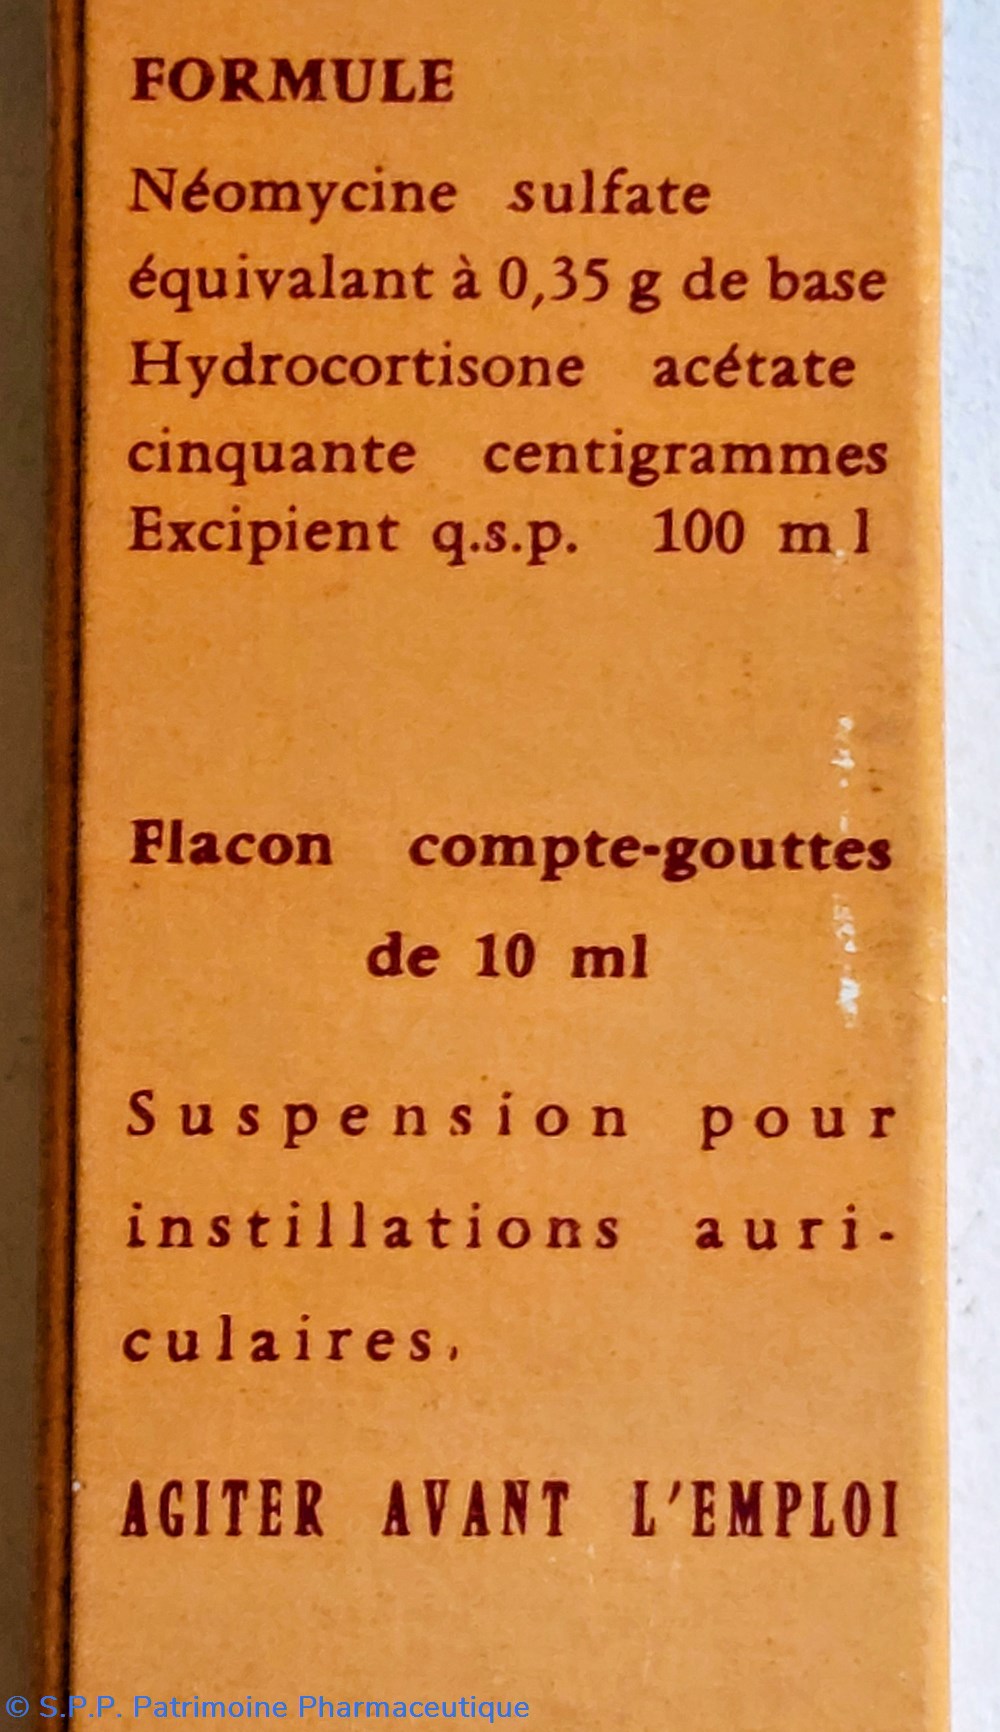 FORMULE
Néomycine sulfate
équivalant à 0,35 g de base
Hydrocortisone acétate
cinquante centigrammes
Excipient q.s.p. 100 ml
Flacon compte-gouttes
de 10 ml
Suspension pour
instillations auri-
culaires.
AGITER AVANT L'EMPLOI
© S.P.P. Patrimoine Pharmaceutique